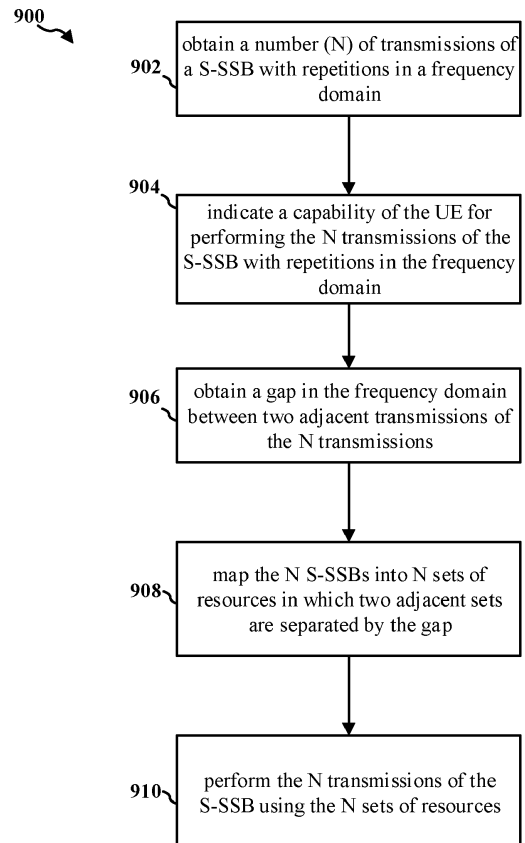 900
902
obtain a number (N) of transmissions of
a S-SSB with repetitions in a frequency
domain
904
indicate a capability of the UE for
performing the N transmissions of the
S-SSB with repetitions in the frequency
domain
906
obtain a gap in the frequency domain
between two adjacent transmissions of
the N transmissions
908
map the N S-SSBs into N sets of
resources in which two adjacent sets
are separated by the gap
910
perform the N transmissions of the
S-SSB using the N sets of resources